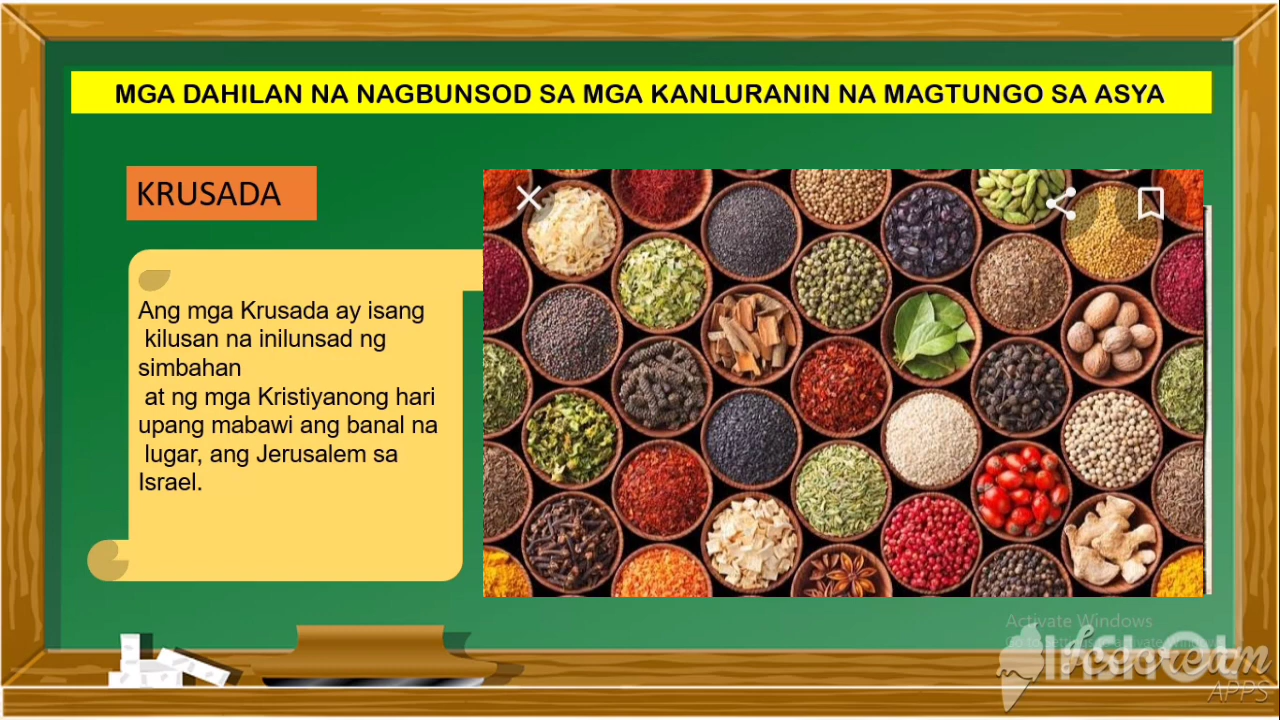 MGA DAHILAN NA NAGBUNSOD SA MGA KANLURANIN NA MAGTUNGO SA ASYA
KRUSADA
Ang mga Krusada ay isang
kilusan na inilunsad ng
simbahan
at ng mga Kristiyanong hari
upang mabawi ang banal na
lugar, ang Jerusalem sa
Israel.
Activate Windows
Icecream
APPS